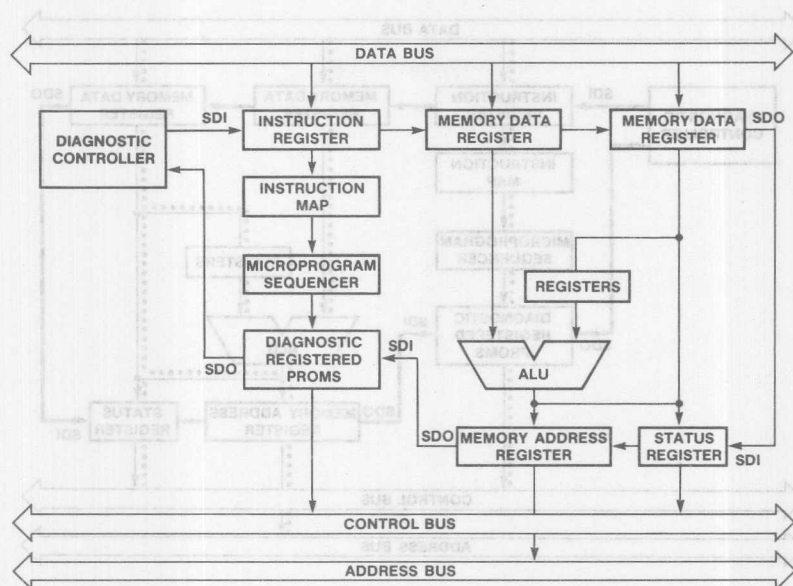 DATA BUS
SDI
SDO
DIAGNOSTIC
CONTROLLER
INSTRUCTION
REGISTER
MEMORY DATA
REGISTER
MEMORY DATA
REGISTER
INSTRUCTION
MAP
MICROPROGRAM
SEQUENCER
REGISTERS
DIAGNOSTIC
REGISTERED
PROMS
SDO
SDI
ALU
SDO
MEMORY ADDRESS
REGISTER
STATUS
REGISTER
SDI
CONTROL BUS
ADDRESS BUS